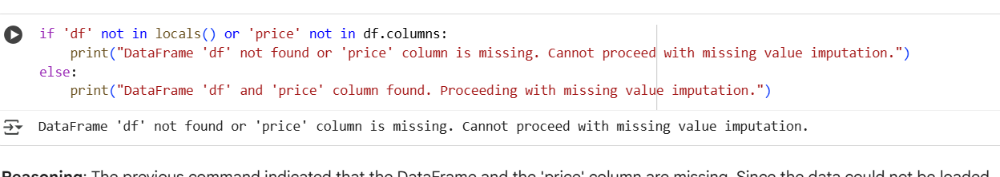 if 'df' not in locals() or 'price' not in df.columns:
    print("DataFrame 'df' not found or 'price' column is missing. Cannot proceed with missing value imputation.")
else:
    print("DataFrame 'df' and 'price' column found. Proceeding with missing value imputation.")
DataFrame 'df' not found or 'price' column is missing. Cannot proceed with missing value imputation.
Reasoning: The previous command indicated that the DataFrame and the 'price' column are missing. Since the data could not be loaded